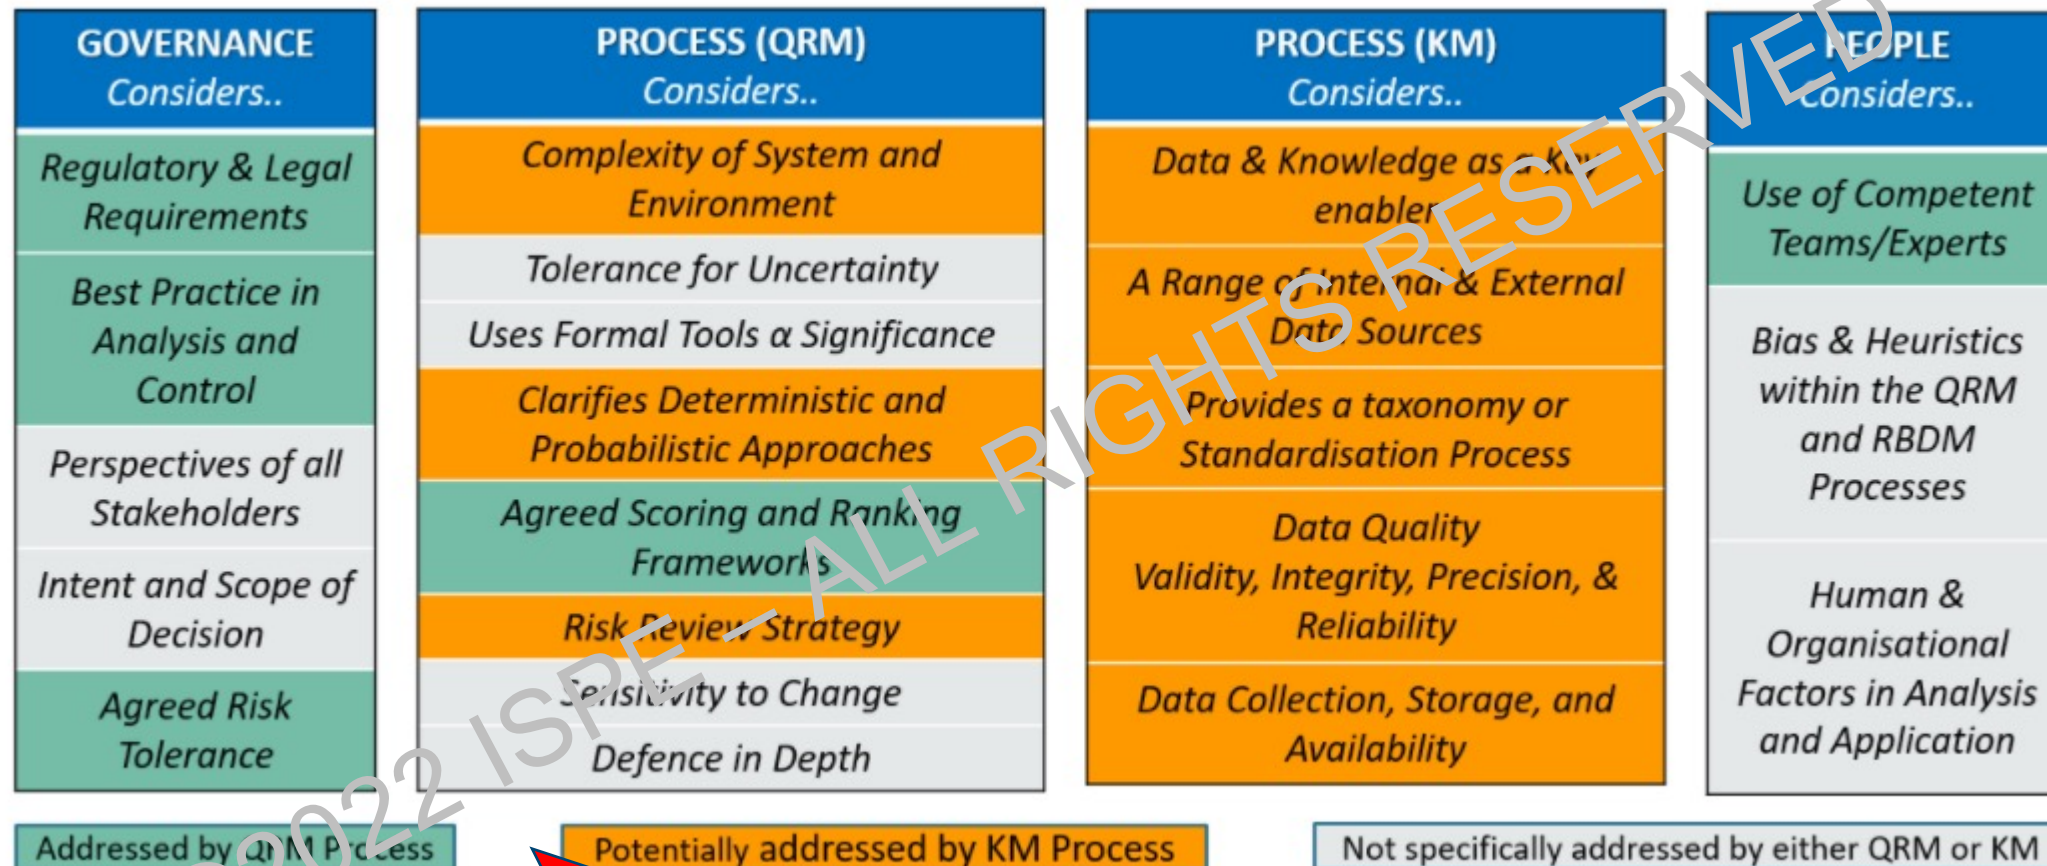 GOVERNANCE
Considers..
Regulatory & Legal
Requirements
Best Practice in
Analysis and
Control
Perspectives of all
Stakeholders
Intent and Scope of
Decision
Agreed Risk
Tolerance
PROCESS (QRM)
Considers..
Complexity of System and
Environment
Tolerance for Uncertainty
Uses Formal Tools α Significance
Clarifies Deterministic and
Probabilistic Approaches
Agreed Scoring and Ranking
Frameworks
Risk Review Strategy
Sensitivity to Change
Defence in Depth
PROCESS (KM)
Considers..
Data & Knowledge as a Key
enabler
A Range of Internal & External
Data Sources
Provides a taxonomy or
Standardisation Process
Data Quality
Validity, Integrity, Precision, &
Reliability
Data Collection, Storage, and
Availability
PEOPLE
Considers..
Use of Competent
Teams/Experts
Bias & Heuristics
within the QRM
and RBDM
Processes
Human &
Organisational
Factors in Analysis
and Application
Addressed by QRM Process
Potentially addressed by KM Process
Not specifically addressed by either QRM or KM
2022 ISPE – ALL RIGHTS RESERVED